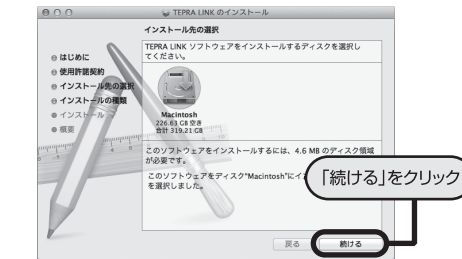 TEPRA LINK のインストール
インストール先の選択
はじめに
使用許諾契約
インストール先の選択
インストールの種類
インストール
概要
TEPRA LINK ソフトウェアをインストールするディスクを選択し
てください。
Macintosh
226.63 GB 空き
合計 319.21 GB
このソフトウェアをインストールするには、4.6 MB のディスク領域
が必要です。
このソフトウェアをディスク“Macintosh”にイ
を選択しました。
「続ける」をクリック
戻る
続ける